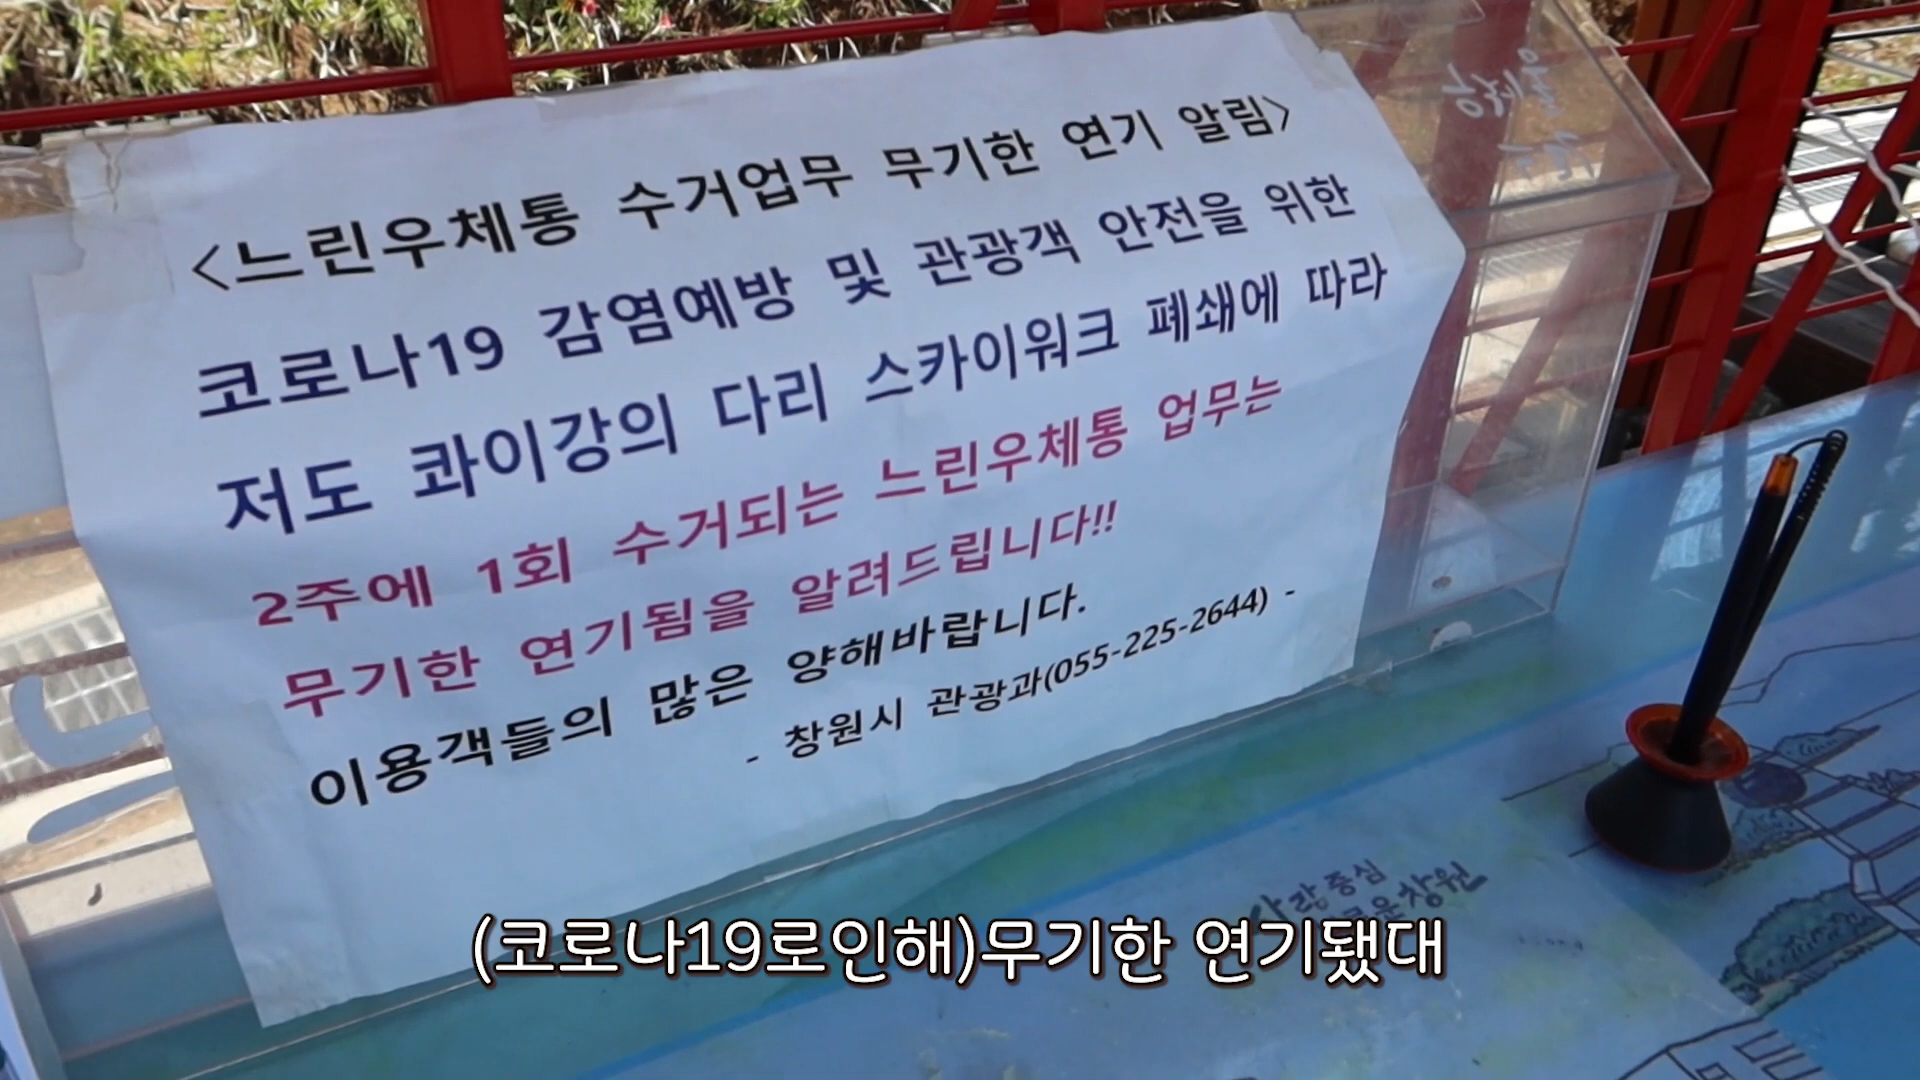 <느린우체통 수거업무 무기한 연기 알림>
코로나19 감염예방 및 관광객 안전을 위한
저도 콰이강의 다리 스카이워크 폐쇄에 따라
2주에 1회 수거되는 느린우체통 업무는
무기한 연기됨을 알려드립니다!!
이용객들의 많은 양해바랍니다.
- 창원시 관광과(055-225-2644) -
사람중심
창원
(코로나19로인해)무기한 연기됐대